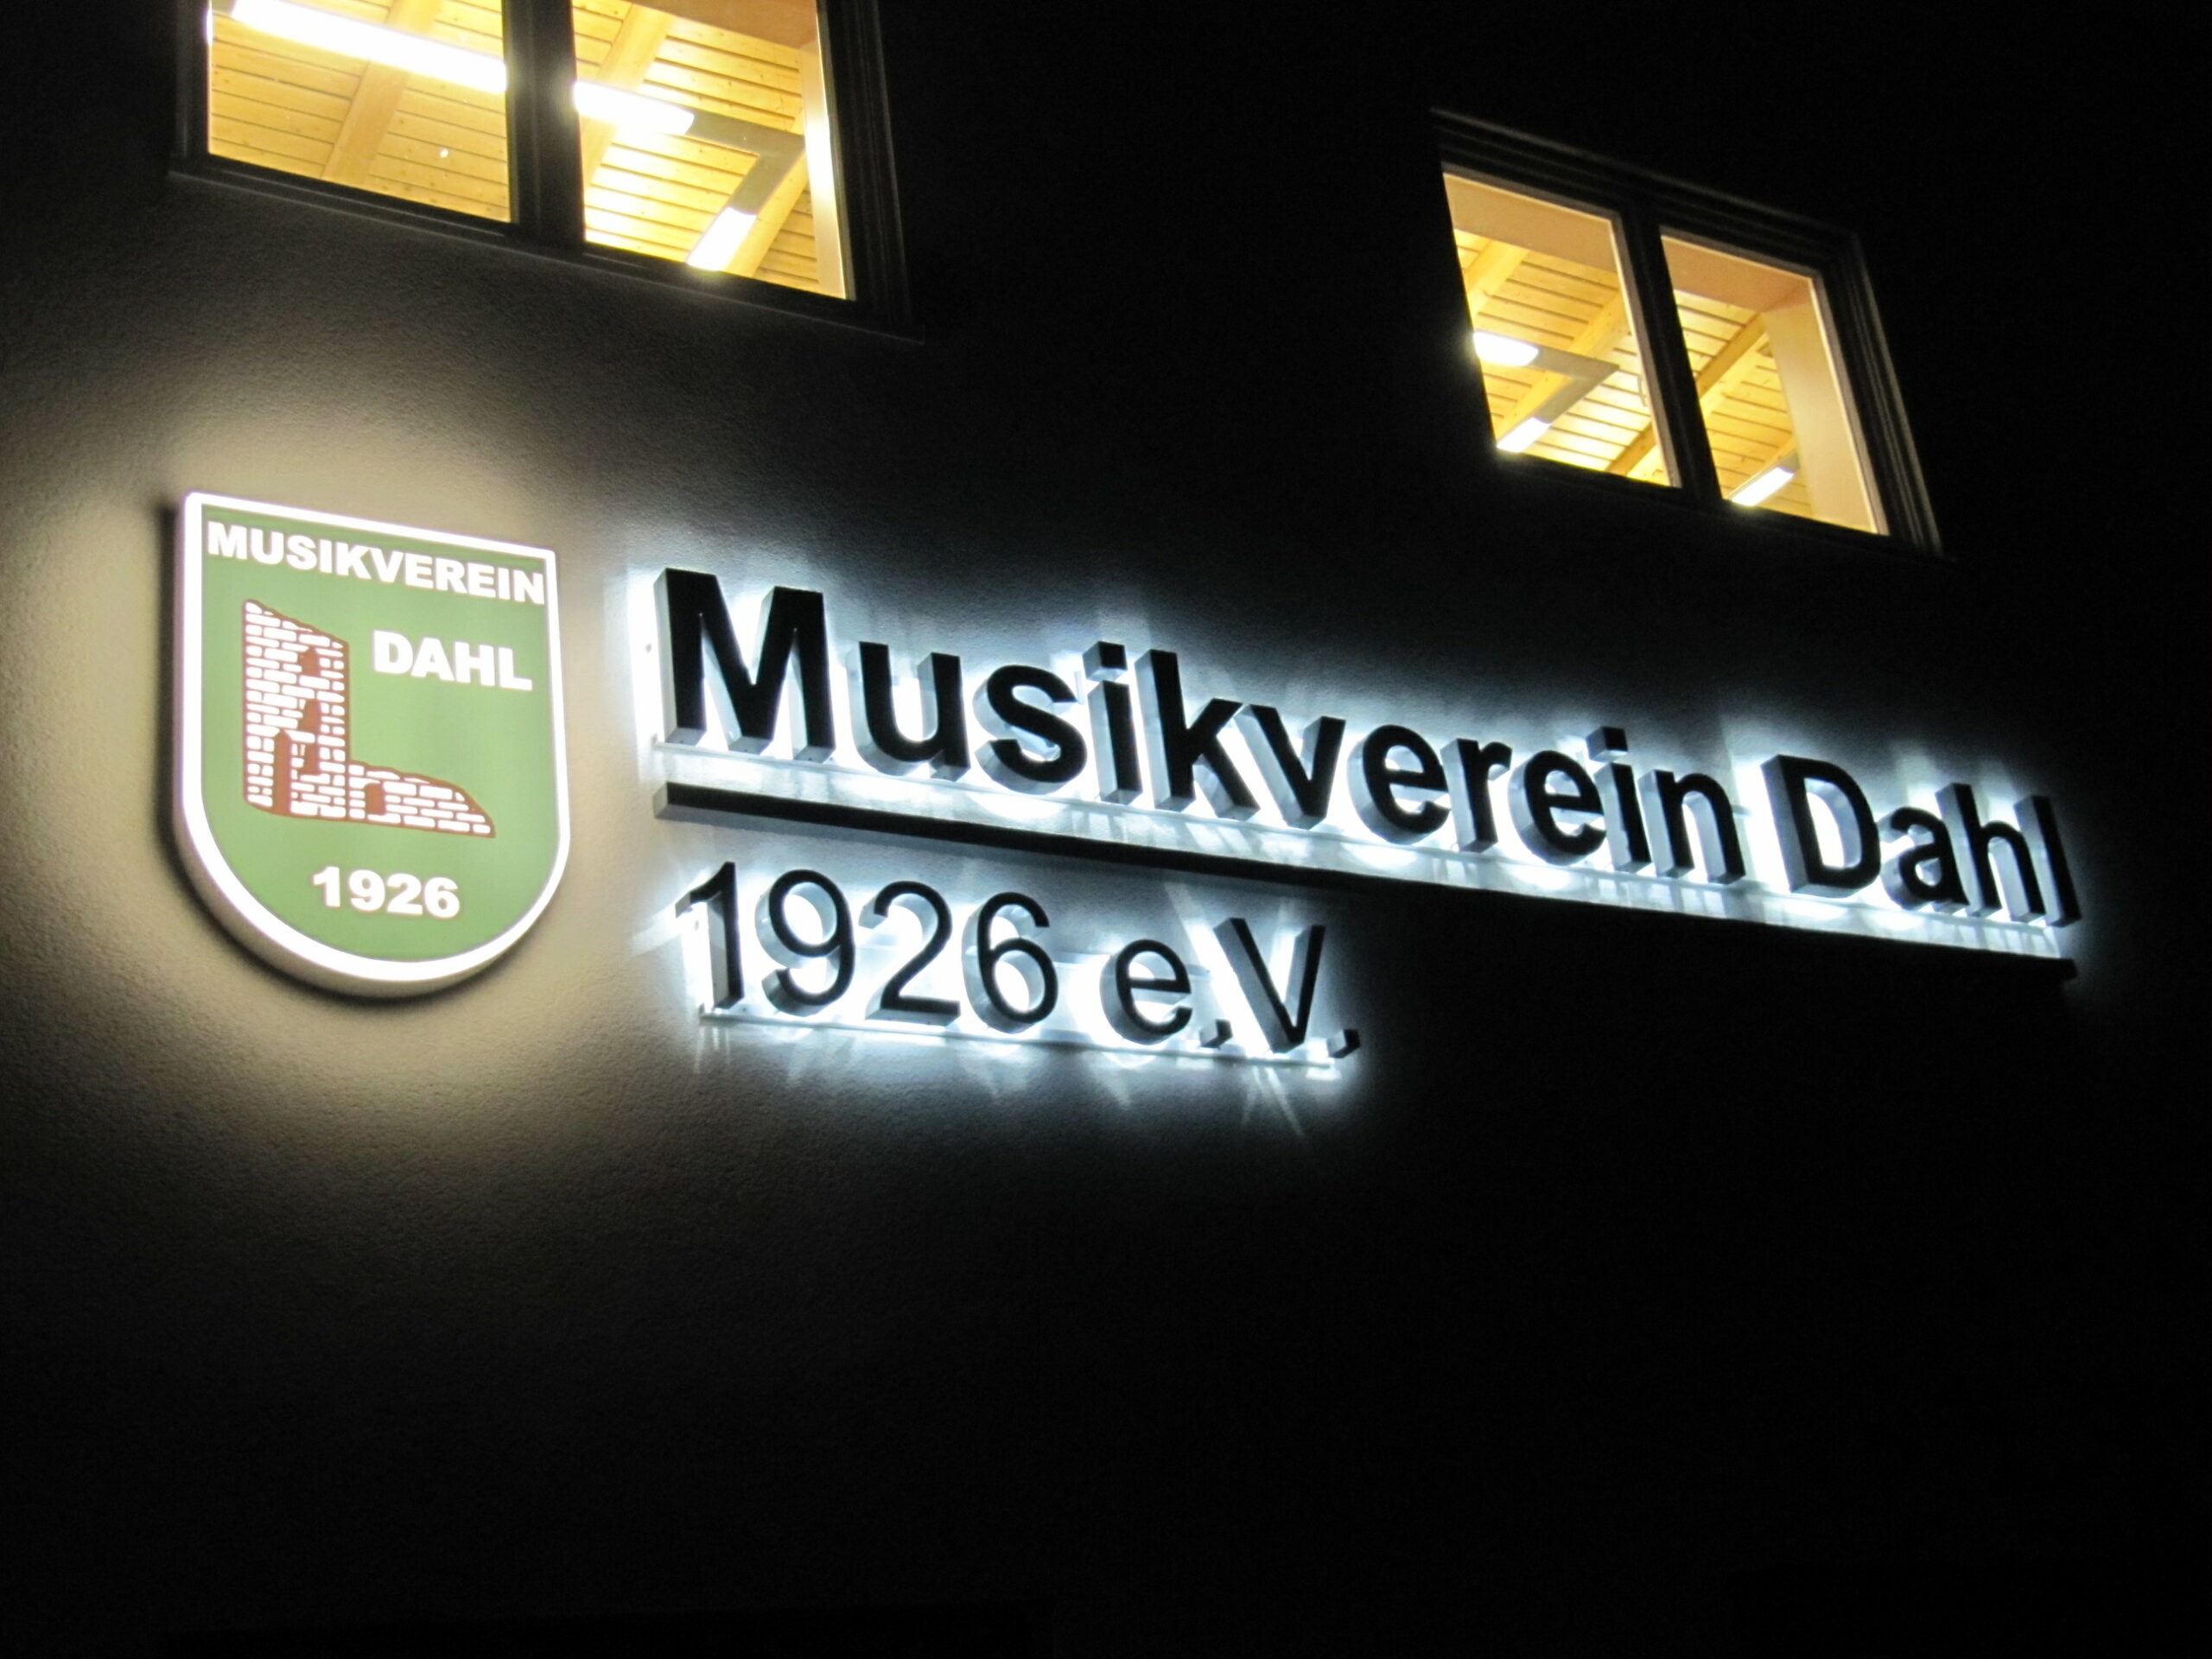 MUSIKVEREIN
DAHL
1926
Musikverein Dahl
1926 e.V.